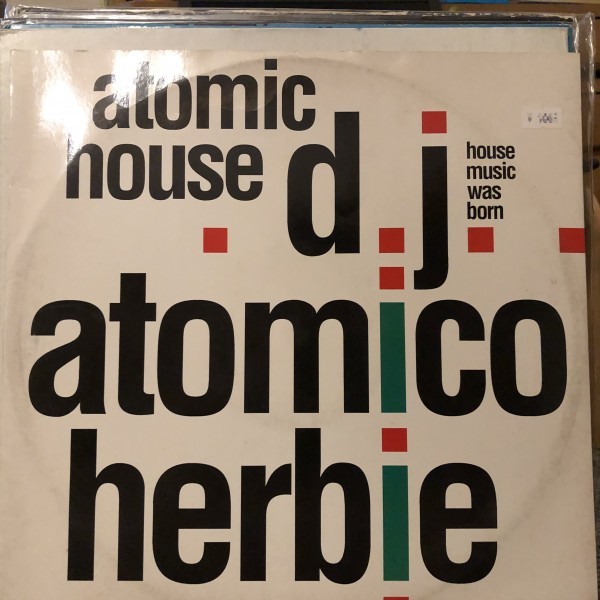 atomic
house
d.j.
house
music
was
born
atomico
herbie